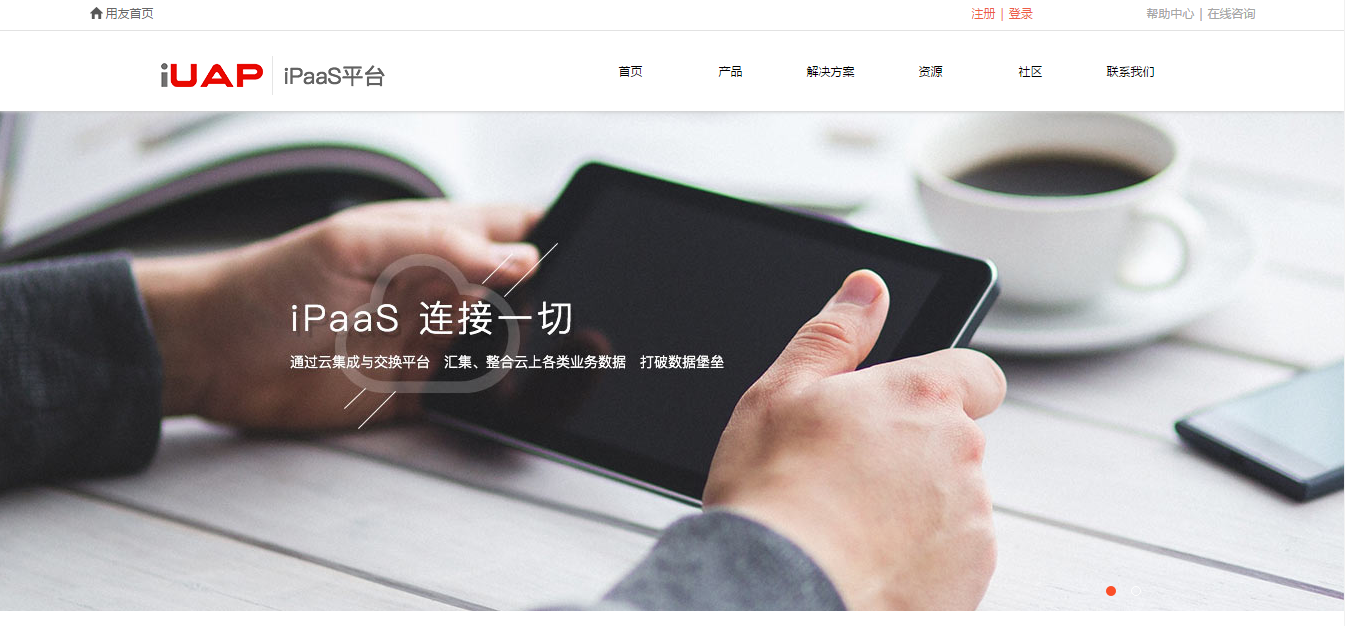 用友首页 注册 | 登录 帮助中心 | 在线咨询
iUAP iPaaS平台 首页 产品 解决方案 资源 社区 联系我们
iPaaS 连接一切
通过云集成与交换平台 汇集、整合云上各类业务数据 打破数据堡垒